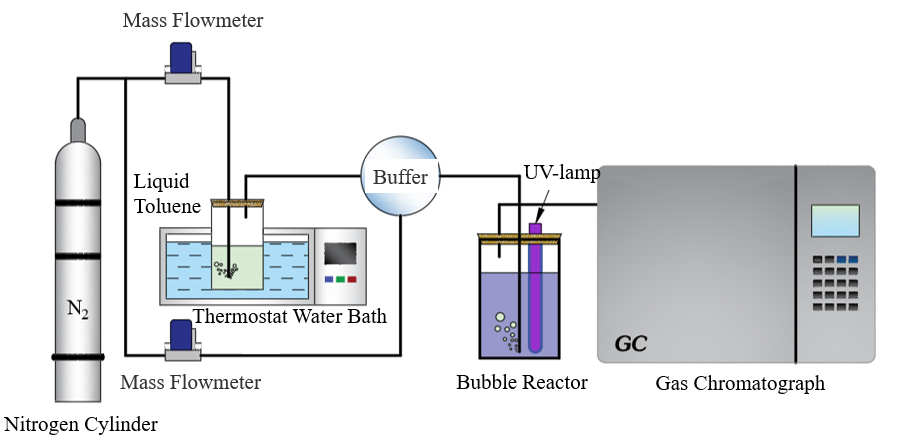 Mass Flowmeter
Liquid
Toluene
Buffer
UV-lamp
N₂
Thermostat Water Bath
GC
Mass Flowmeter
Bubble Reactor
Gas Chromatograph
Nitrogen Cylinder